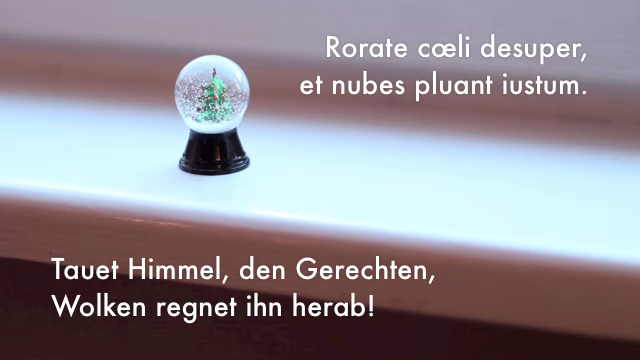 Rorate cœli desuper,
et nubes pluant iustum.
Tauet Himmel, den Gerechten,
Wolken regnet ihn herab!